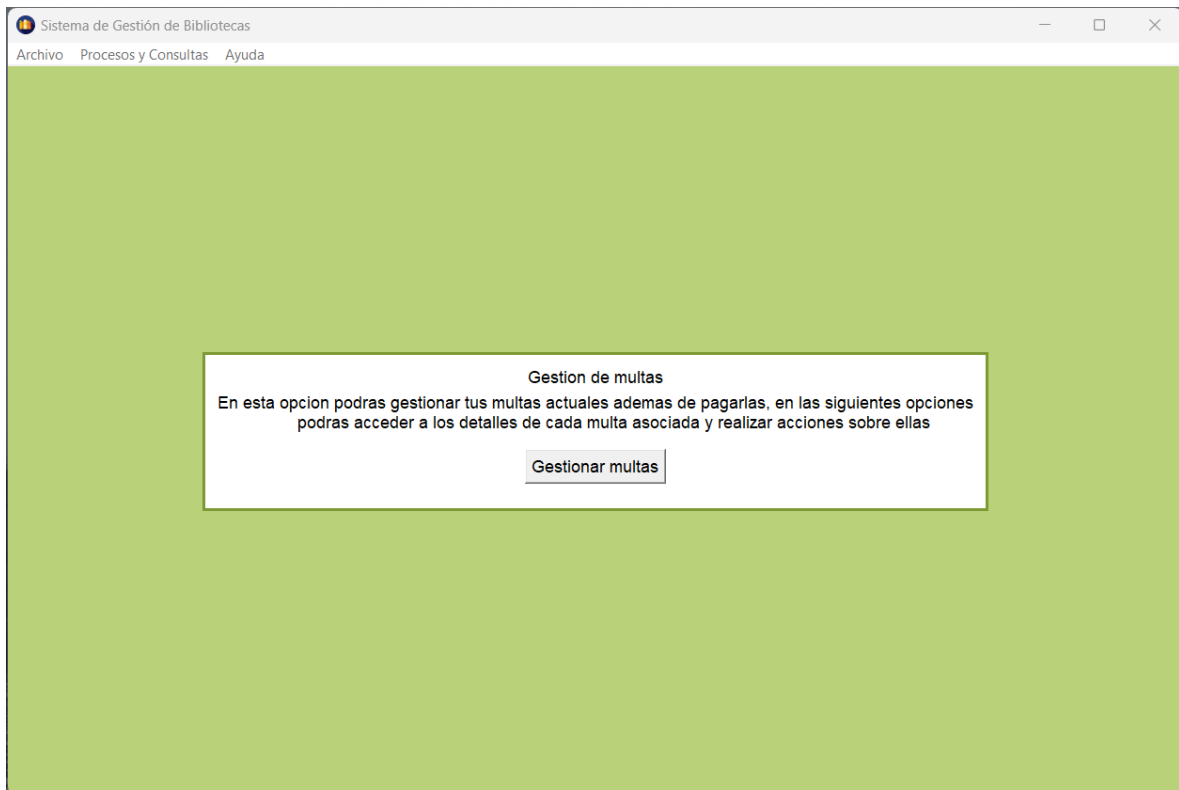 Sistema de Gestión de Bibliotecas
Archivo Procesos y Consultas Ayuda
Gestion de multas
En esta opcion podras gestionar tus multas actuales ademas de pagarlas, en las siguientes opciones
podras acceder a los detalles de cada multa asociada y realizar acciones sobre ellas
Gestionar multas